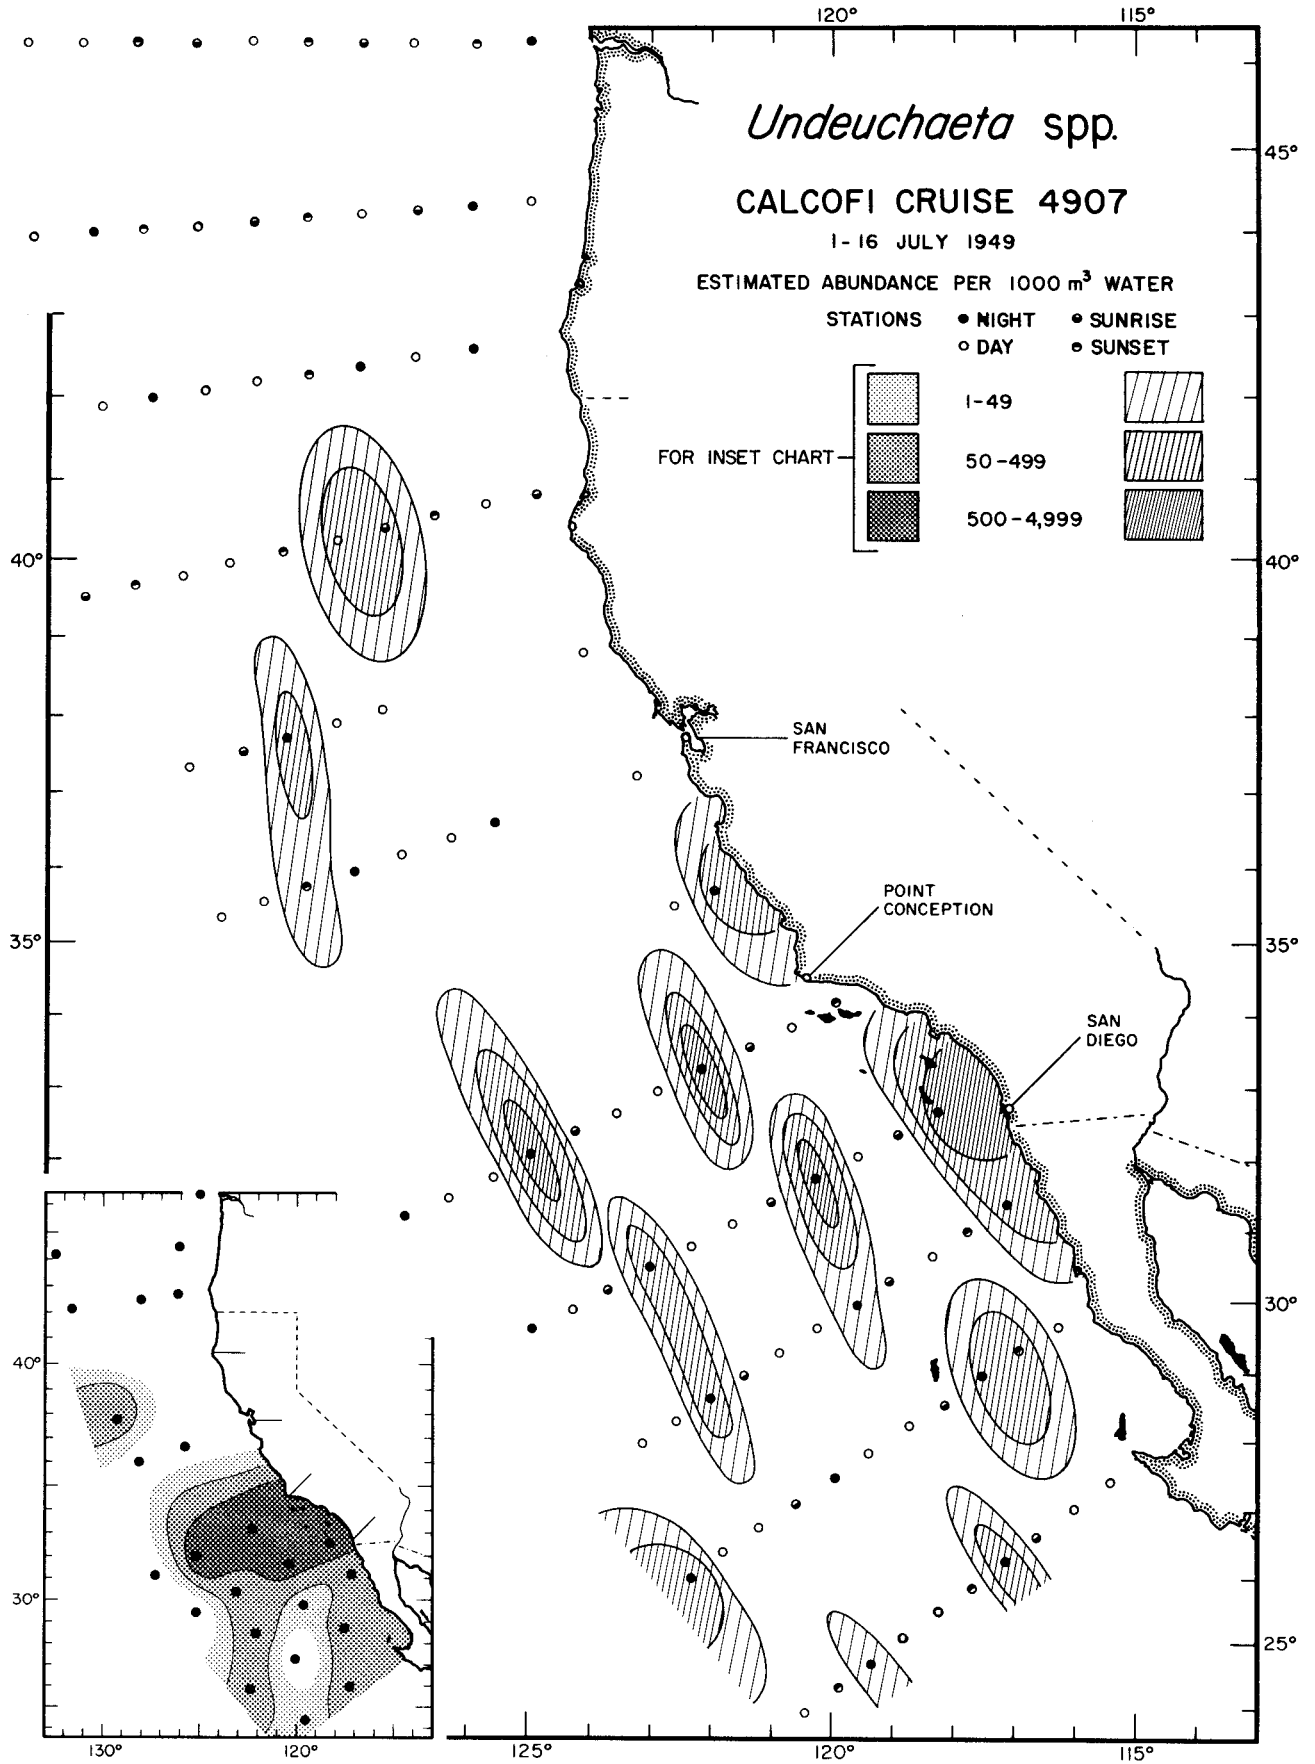 120° 115°
Undeuchaeta spp.
45°
CALCOFI CRUISE 4907
1-16 JULY 1949
ESTIMATED ABUNDANCE PER 1000 m³ WATER
STATIONS NIGHT SUNRISE
DAY SUNSET
1-49
FOR INSET CHART 50-499
500-4,999
40° 40°
SAN
FRANCISCO
POINT
CONCEPTION
35° 35°
SAN
DIEGO
30°
40°
30°
25°
130° 120° 125° 120° 115°